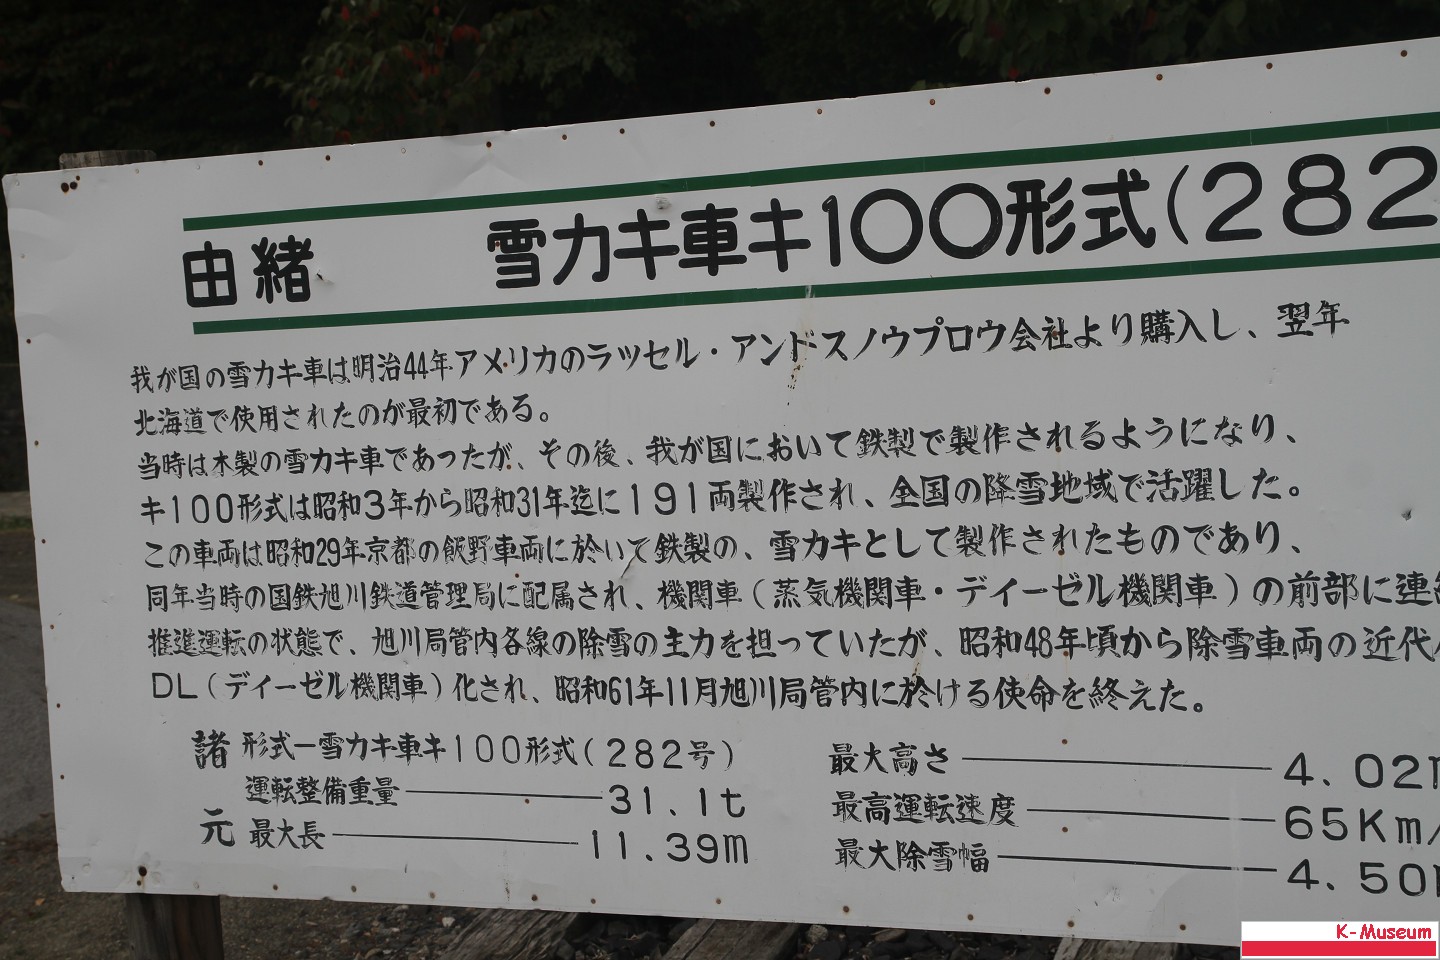 由緒 雪カキ車キ100形式(282
我が国の雪カキ車は明治44年アメリカのラッセル・アンドスノウプロウ会社より購入し、翌年
北海道で使用されたのが最初である。
当時は木製の雪カキ車であったが、その後、我が国において鉄製で製作されるようになり、
キ100形式は昭和3年から昭和31年迄に191両製作され、全国の降雪地域で活躍した。
この車両は昭和29年京都の飯野車両に於いて鉄製の、雪カキとして製作されたものであり、
同年当時の国鉄旭川鉄道管理局に配属され、機関車(蒸気機関車・デイーゼル機関車)の前部に連
推進運転の状態で、旭川局管内各線の除雪の主力を担っていたが、昭和48年頃から除雪車両の近代
DL(デイーゼル機関車)化され、昭和61年11月旭川局管内に於ける使命を終えた。
諸元
形式ー雪カキ車キ100形式(282号)
運転整備重量 31.1t
最大長 11.39m
最大高さ 4.02
最高運転速度 65Km/
最大除雪幅 4.50
K-Museum